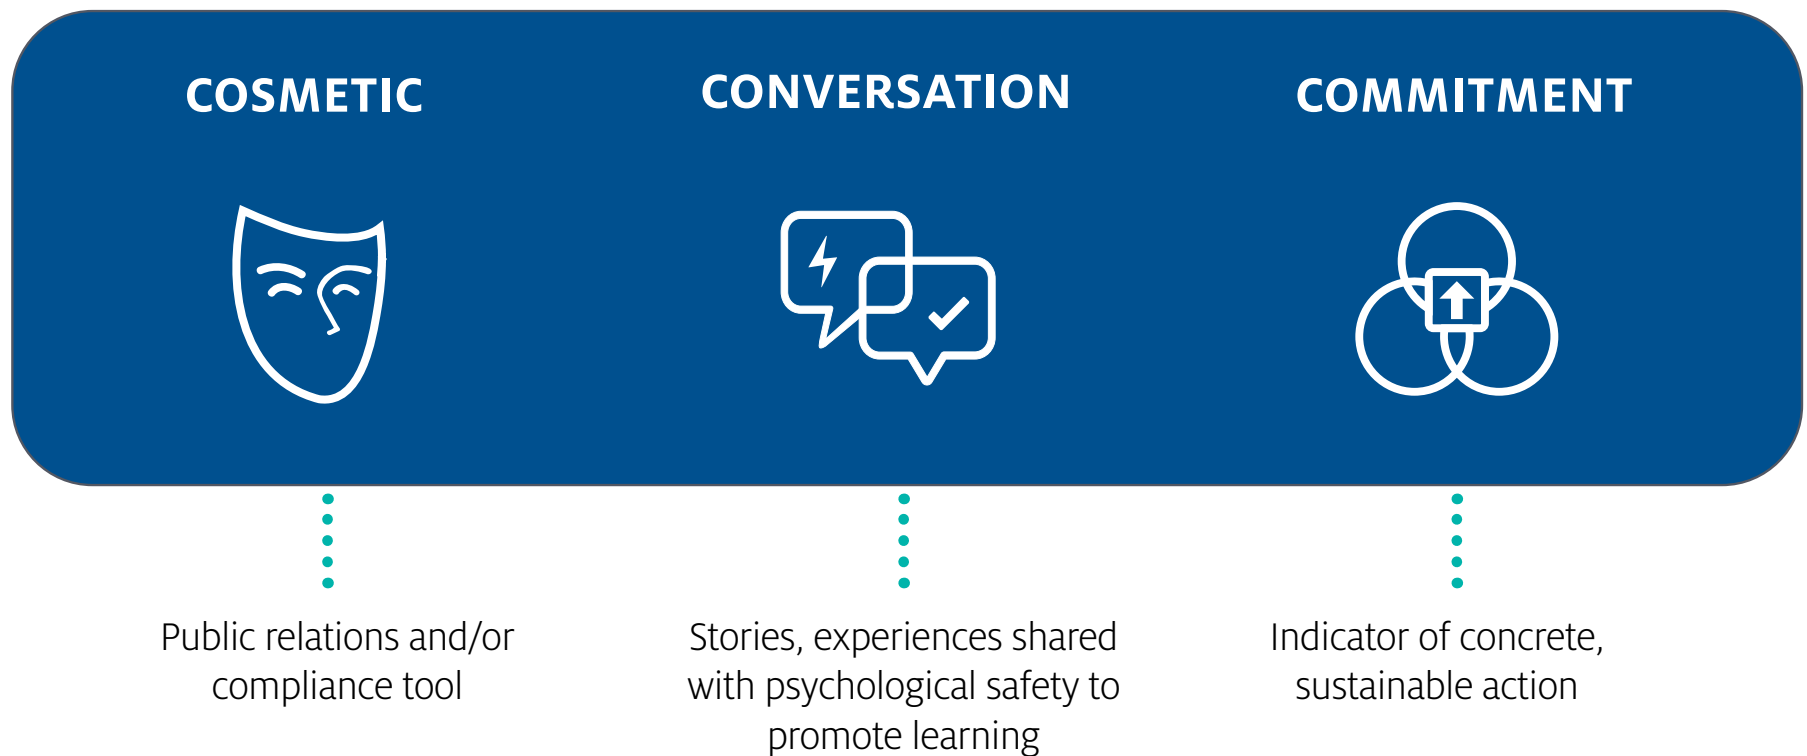 COSMETIC
CONVERSATION
COMMITMENT
Public relations and/or
compliance tool
Stories, experiences shared
with psychological safety to
promote learning
Indicator of concrete,
sustainable action